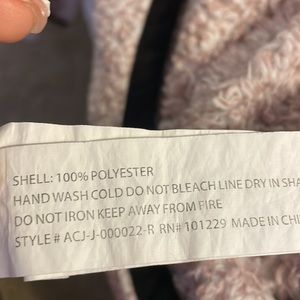 SHELL: 100% POLYESTER
HAND WASH COLD DO NOT BLEACH LINE DRY IN SHA
DO NOT IRON KEEP AWAY FROM FIRE
STYLE # ACJ-J-000022-R RN# 101229 MADE IN CHI